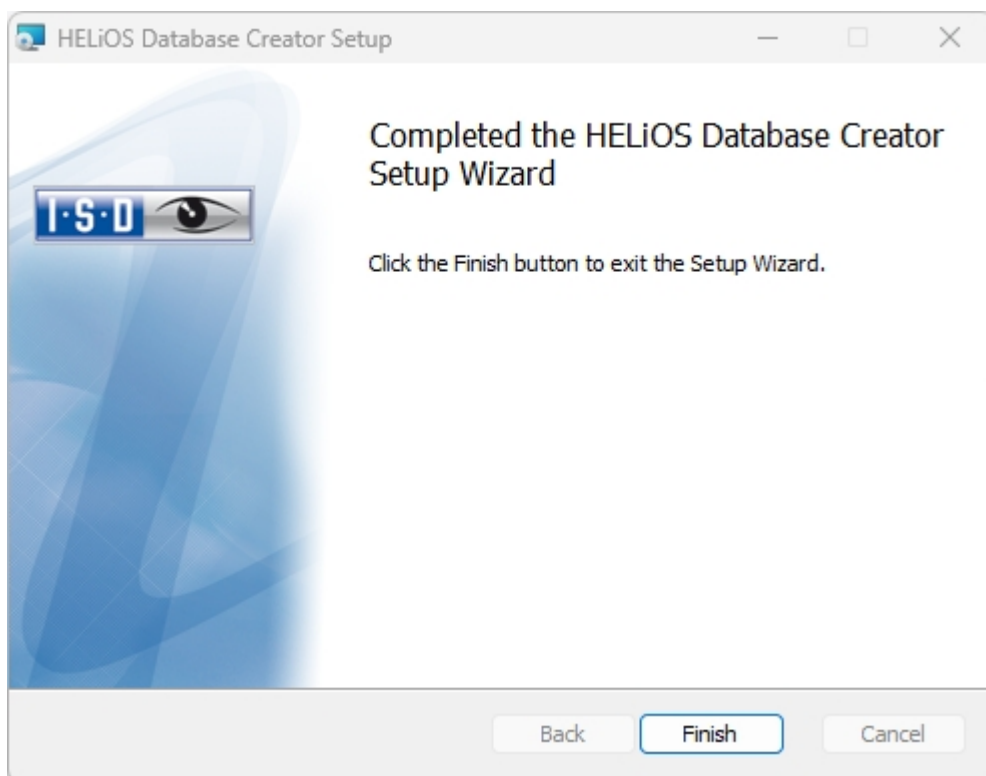 HELiOS Database Creator Setup
Completed the HELiOS Database Creator
Setup Wizard
I·S·D
Click the Finish button to exit the Setup Wizard.
Back
Finish
Cancel